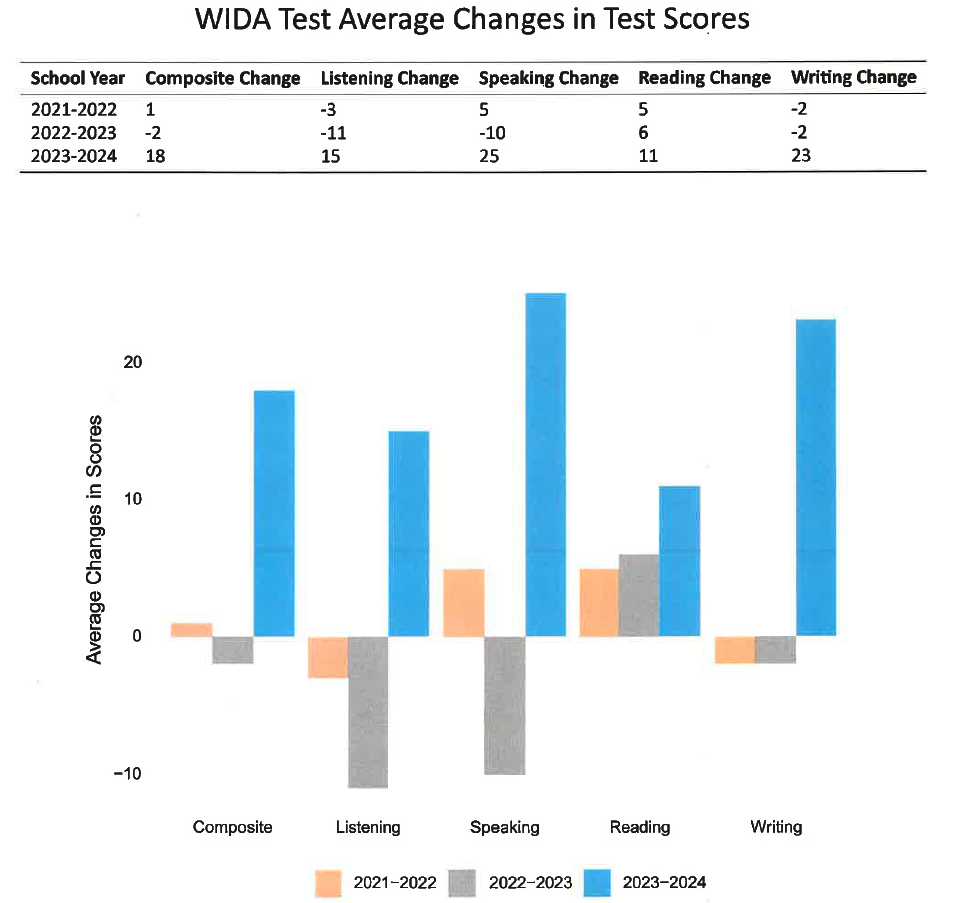 WIDA Test Average Changes in Test Scores
School Year Composite Change Listening Change Speaking Change Reading Change Writing Change
2021-2022 1 -3 5 5 -2
2022-2023 -2 -11 -10 6 -2
2023-2024 18 15 25 11 23
20
10
0
−10
Average Changes in Scores
Composite Listening Speaking Reading Writing
2021−2022 2022−2023 2023−2024